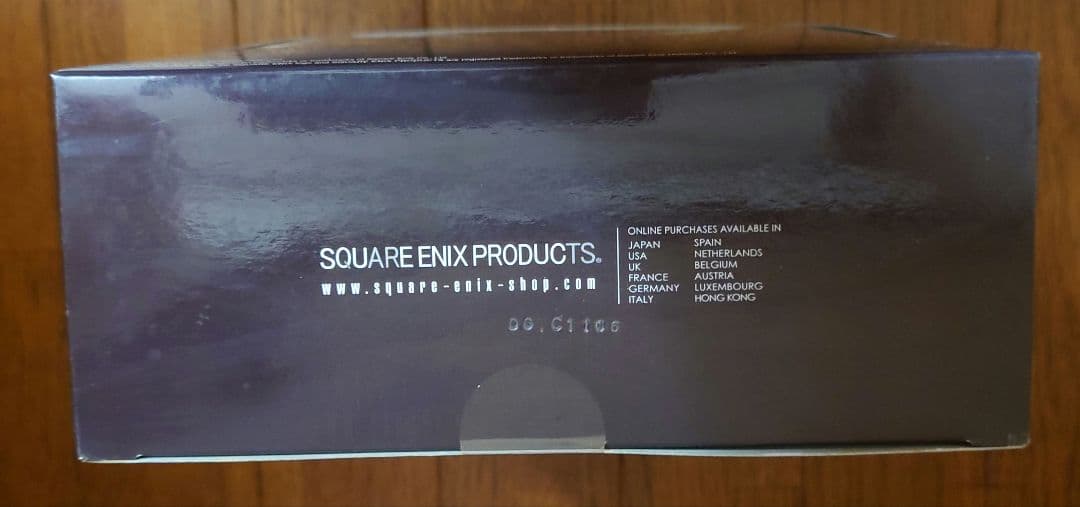 SQUARE ENIX PRODUCTS®
www.square-enix-shop.com
ONLINE PURCHASES AVAILABLE IN
JAPAN SPAIN
USA NETHERLANDS
UK BELGIUM
FRANCE AUSTRIA
GERMANY LUXEMBOURG
ITALY HONG KONG